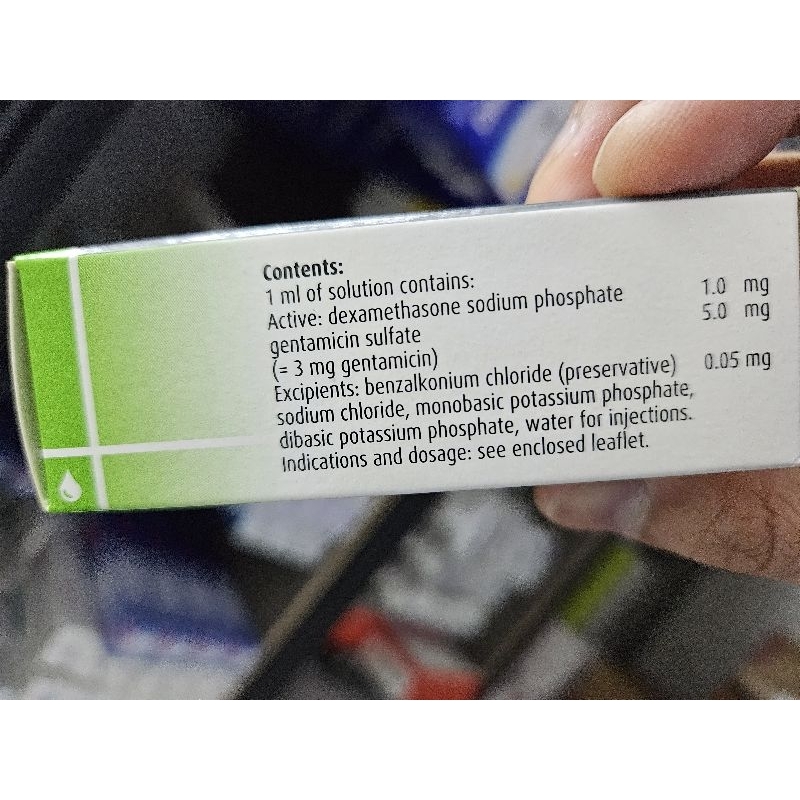 Contents:
1 ml of solution contains:
Active: dexamethasone sodium phosphate 1.0 mg
gentamicin sulfate 5.0 mg
(= 3 mg gentamicin)
Excipients: benzalkonium chloride (preservative) 0.05 mg
sodium chloride, monobasic potassium phosphate,
dibasic potassium phosphate, water for injections.
Indications and dosage: see enclosed leaflet.